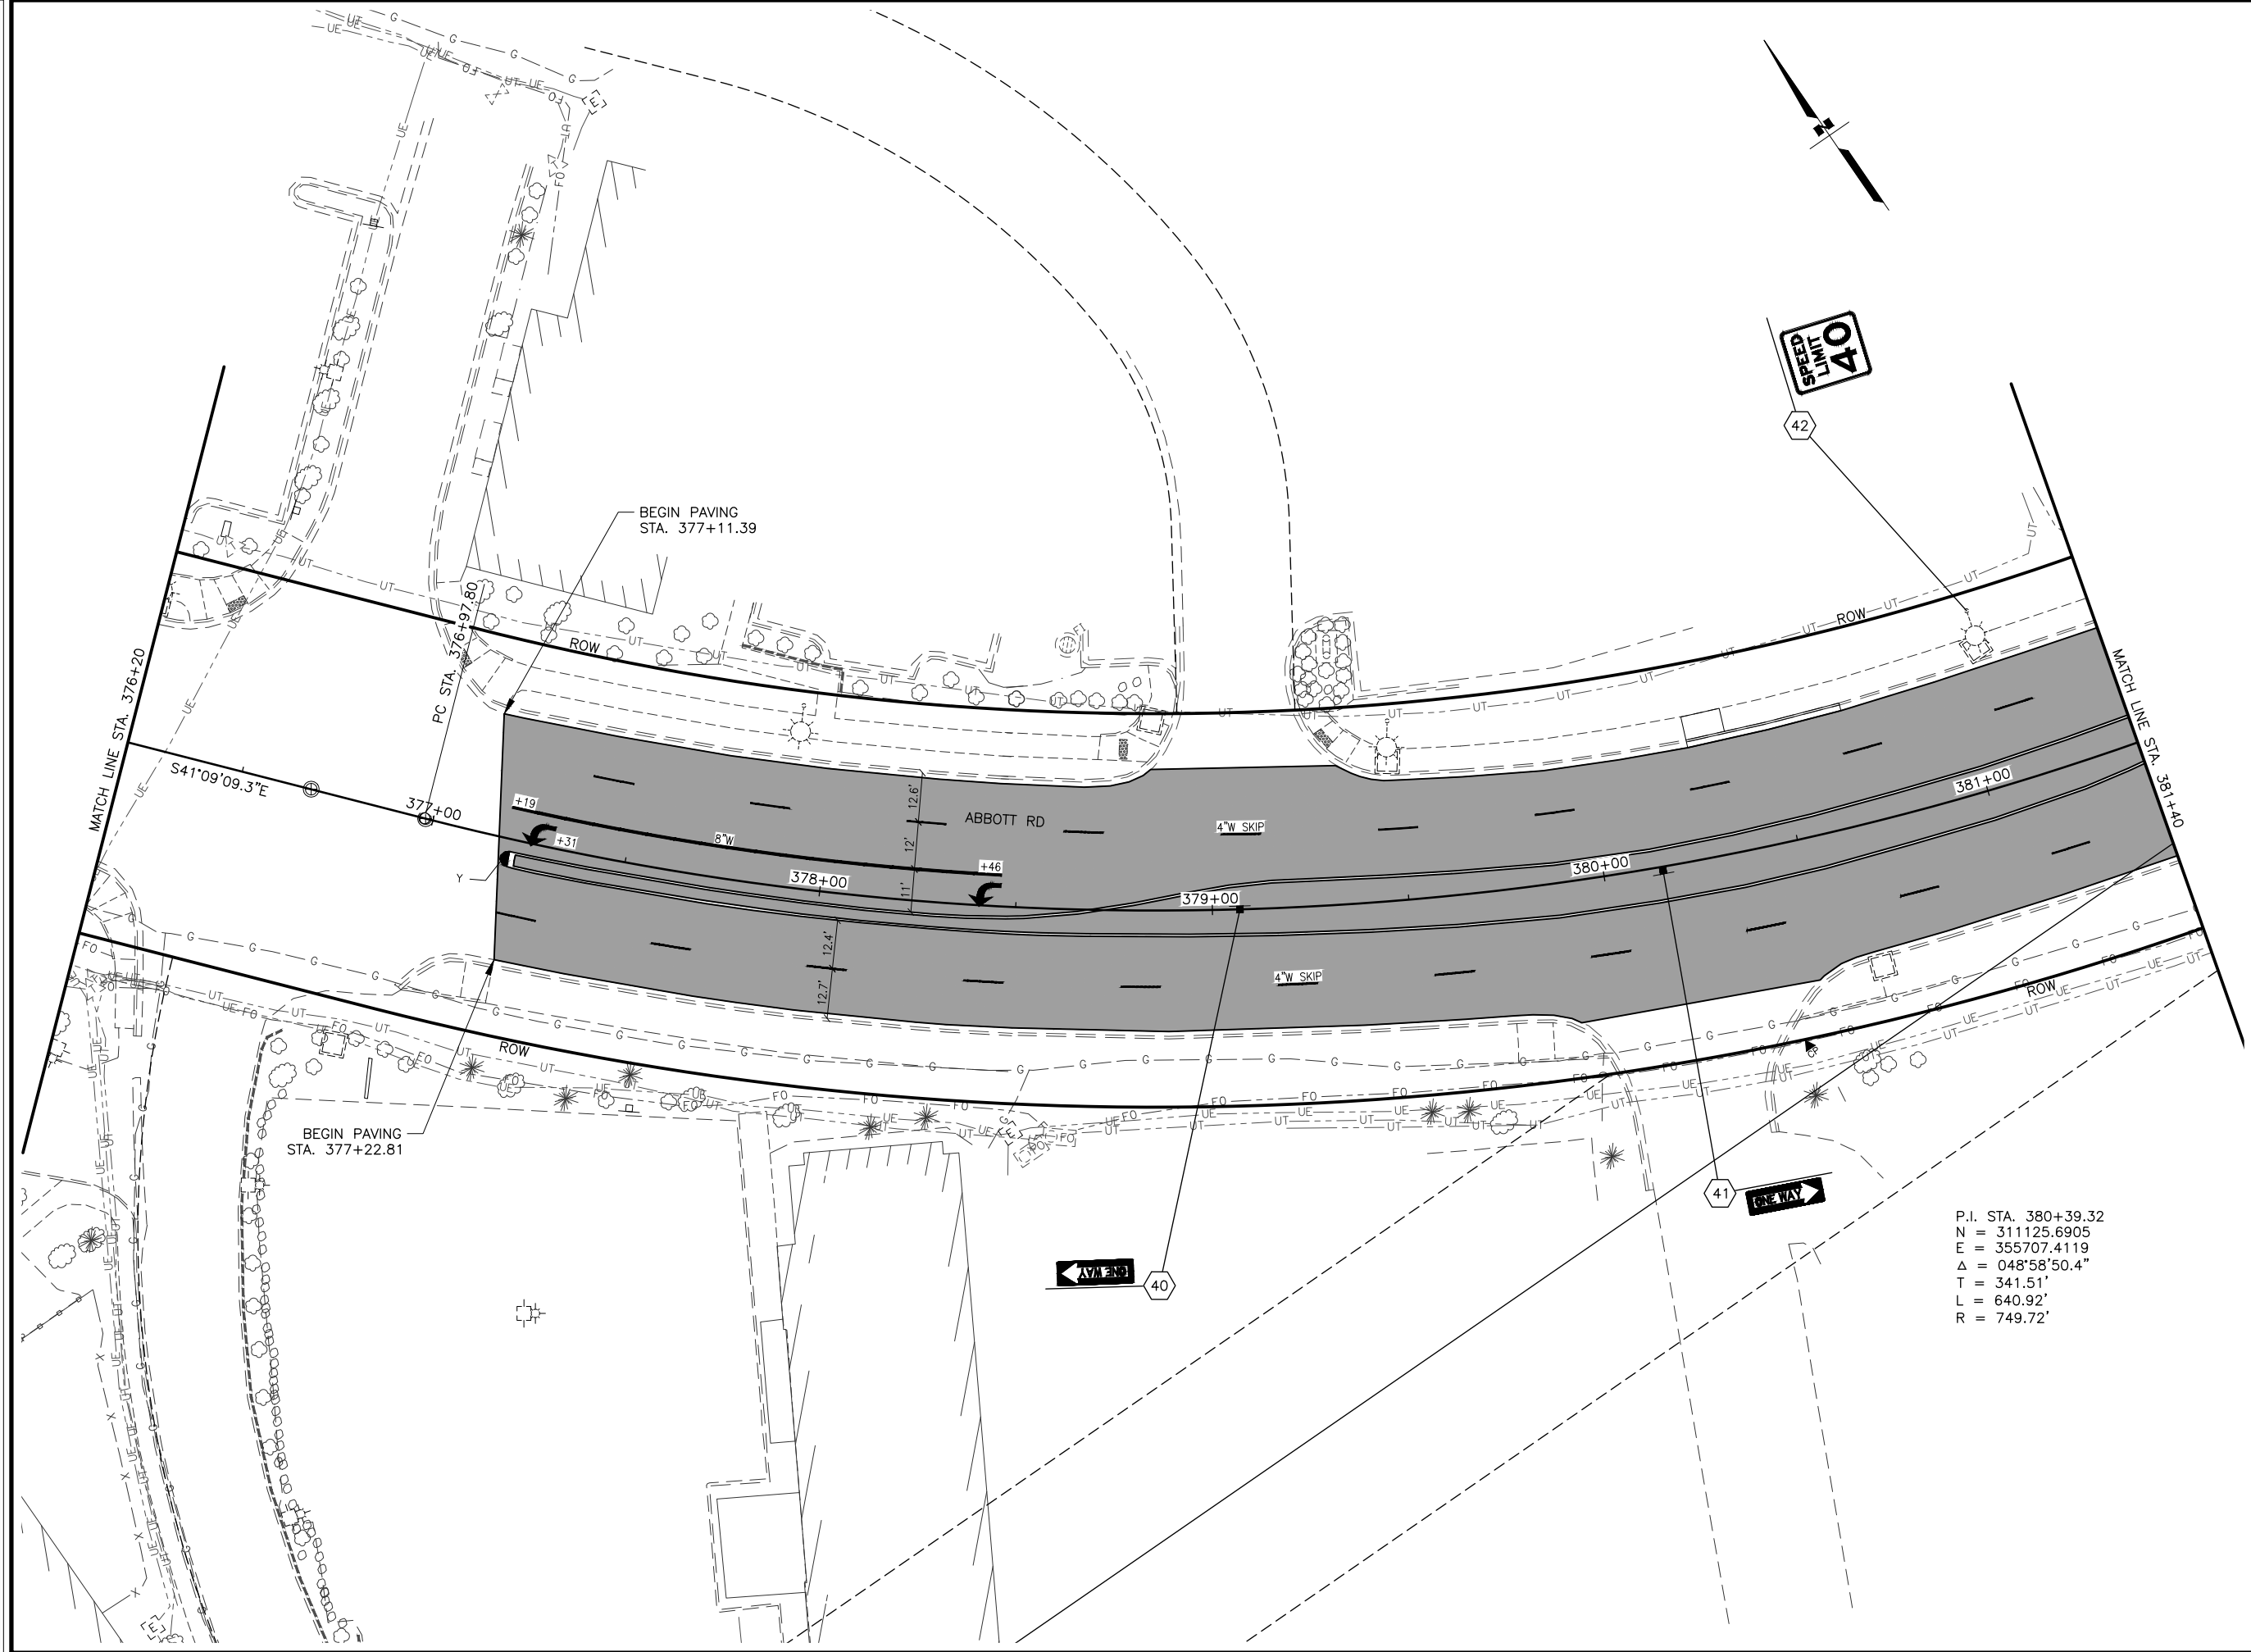 SPEED
LIMIT
40
42
N
BEGIN PAVING
STA. 377+11.39
MATCH LINE STA. 376+20
PC STA. 376+97.80
ROW
ROW
MATCH LINE STA. 381+40
S41°09'09.3"E
377+00
+19
+31
8"W
12.6'
12'
11'
ABBOTT RD
+46
4"W SKIP
378+00
379+00
380+00
381+00
Y
12.4'
12.7'
4"W SKIP
ROW
ROW
BEGIN PAVING
STA. 377+22.81
ONE WAY
40
41
ONE WAY
P.I. STA. 380+39.32
N = 311125.6905
E = 355707.4119
Δ = 048°58'50.4"
T = 341.51'
L = 640.92'
R = 749.72'